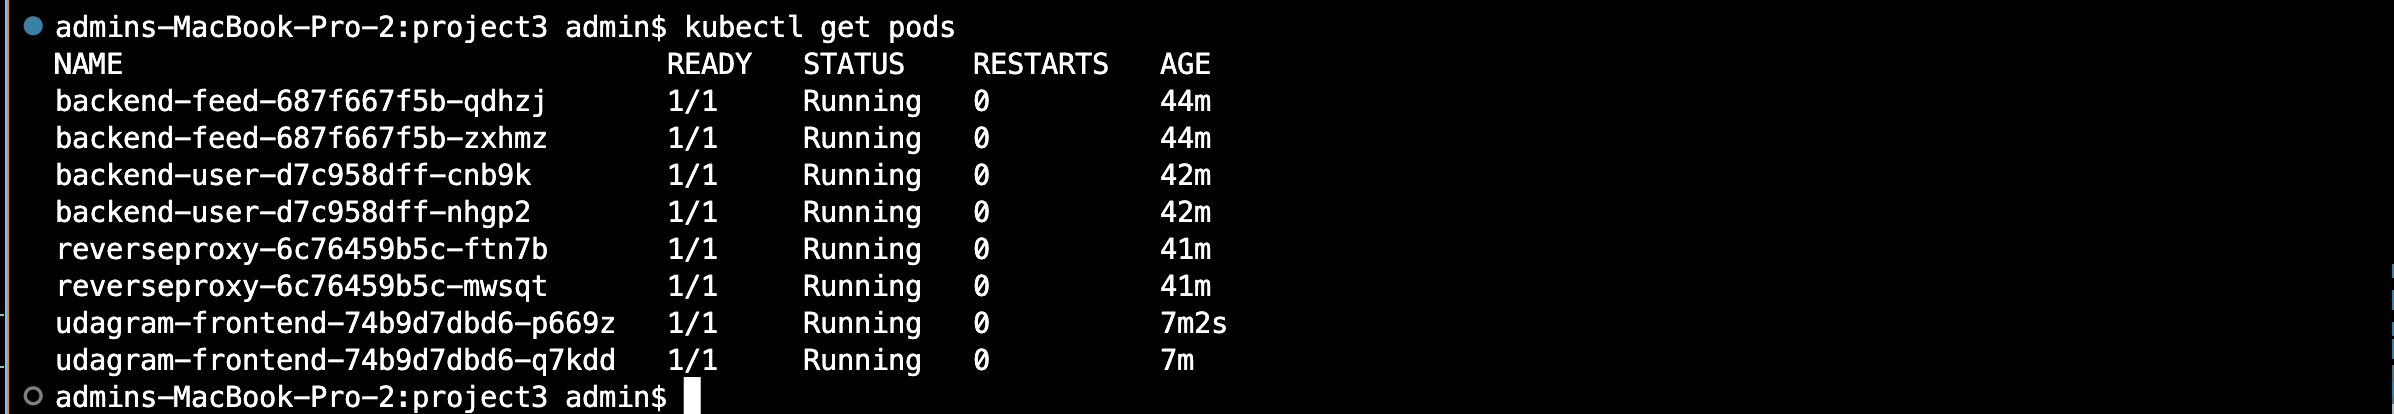 admins-MacBook-Pro-2:project3 admin$ kubectl get pods
NAME READY STATUS RESTARTS AGE
backend-feed-687f667f5b-qdhzj 1/1 Running 0 44m
backend-feed-687f667f5b-zxhmz 1/1 Running 0 44m
backend-user-d7c958dff-cnb9k 1/1 Running 0 42m
backend-user-d7c958dff-nhgp2 1/1 Running 0 42m
reverseproxy-6c76459b5c-ftn7b 1/1 Running 0 41m
reverseproxy-6c76459b5c-mwsqt 1/1 Running 0 41m
udagram-frontend-74b9d7dbd6-p669z 1/1 Running 0 7m2s
udagram-frontend-74b9d7dbd6-q7kdd 1/1 Running 0 7m
admins-MacBook-Pro-2:project3 admin$